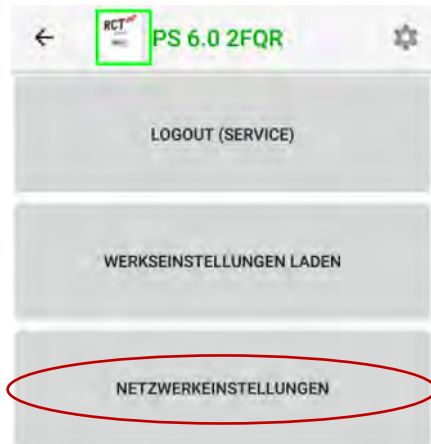 RCT
PS 6.0 2FQR
LOGOUT (SERVICE)
WERKSEINSTELLUNGEN LADEN
NETZWERKEINSTELLUNGEN